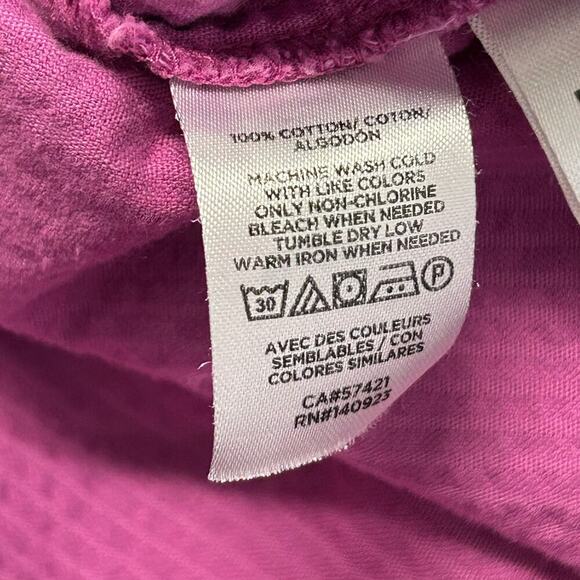 100% COTTON/ COTON/
ALGODÓN
MACHINE WASH COLD
WITH LIKE COLORS
ONLY NON-CHLORINE
BLEACH WHEN NEEDED
TUMBLE DRY LOW
WARM IRON WHEN NEEDED
30 P
AVEC DES COULEURS
SEMBLABLES / CON
COLORES SIMILARES
CA#57421
RN#140923